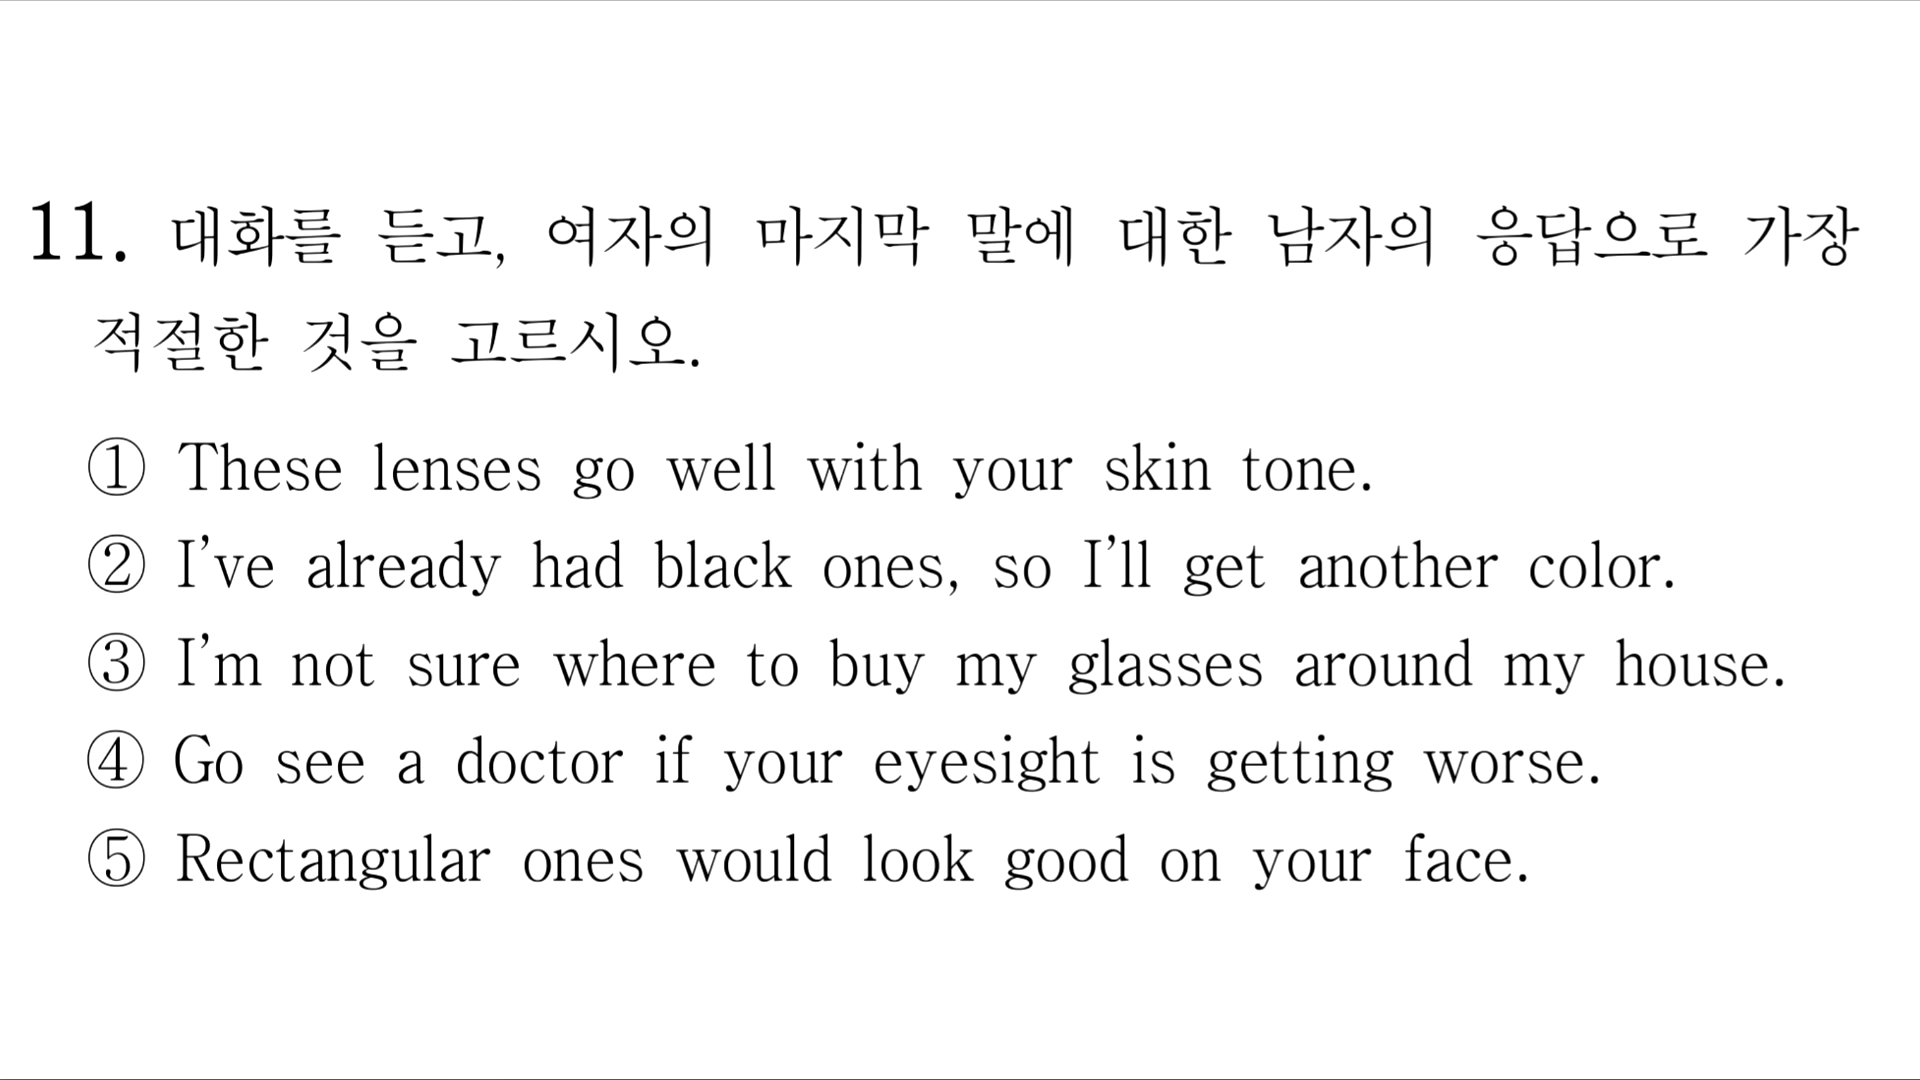 11. 대화를 듣고, 여자의 마지막 말에 대한 남자의 응답으로 가장
적절한 것을 고르시오.
① These lenses go well with your skin tone.
② I’ve already had black ones, so I’ll get another color.
③ I’m not sure where to buy my glasses around my house.
④ Go see a doctor if your eyesight is getting worse.
⑤ Rectangular ones would look good on your face.